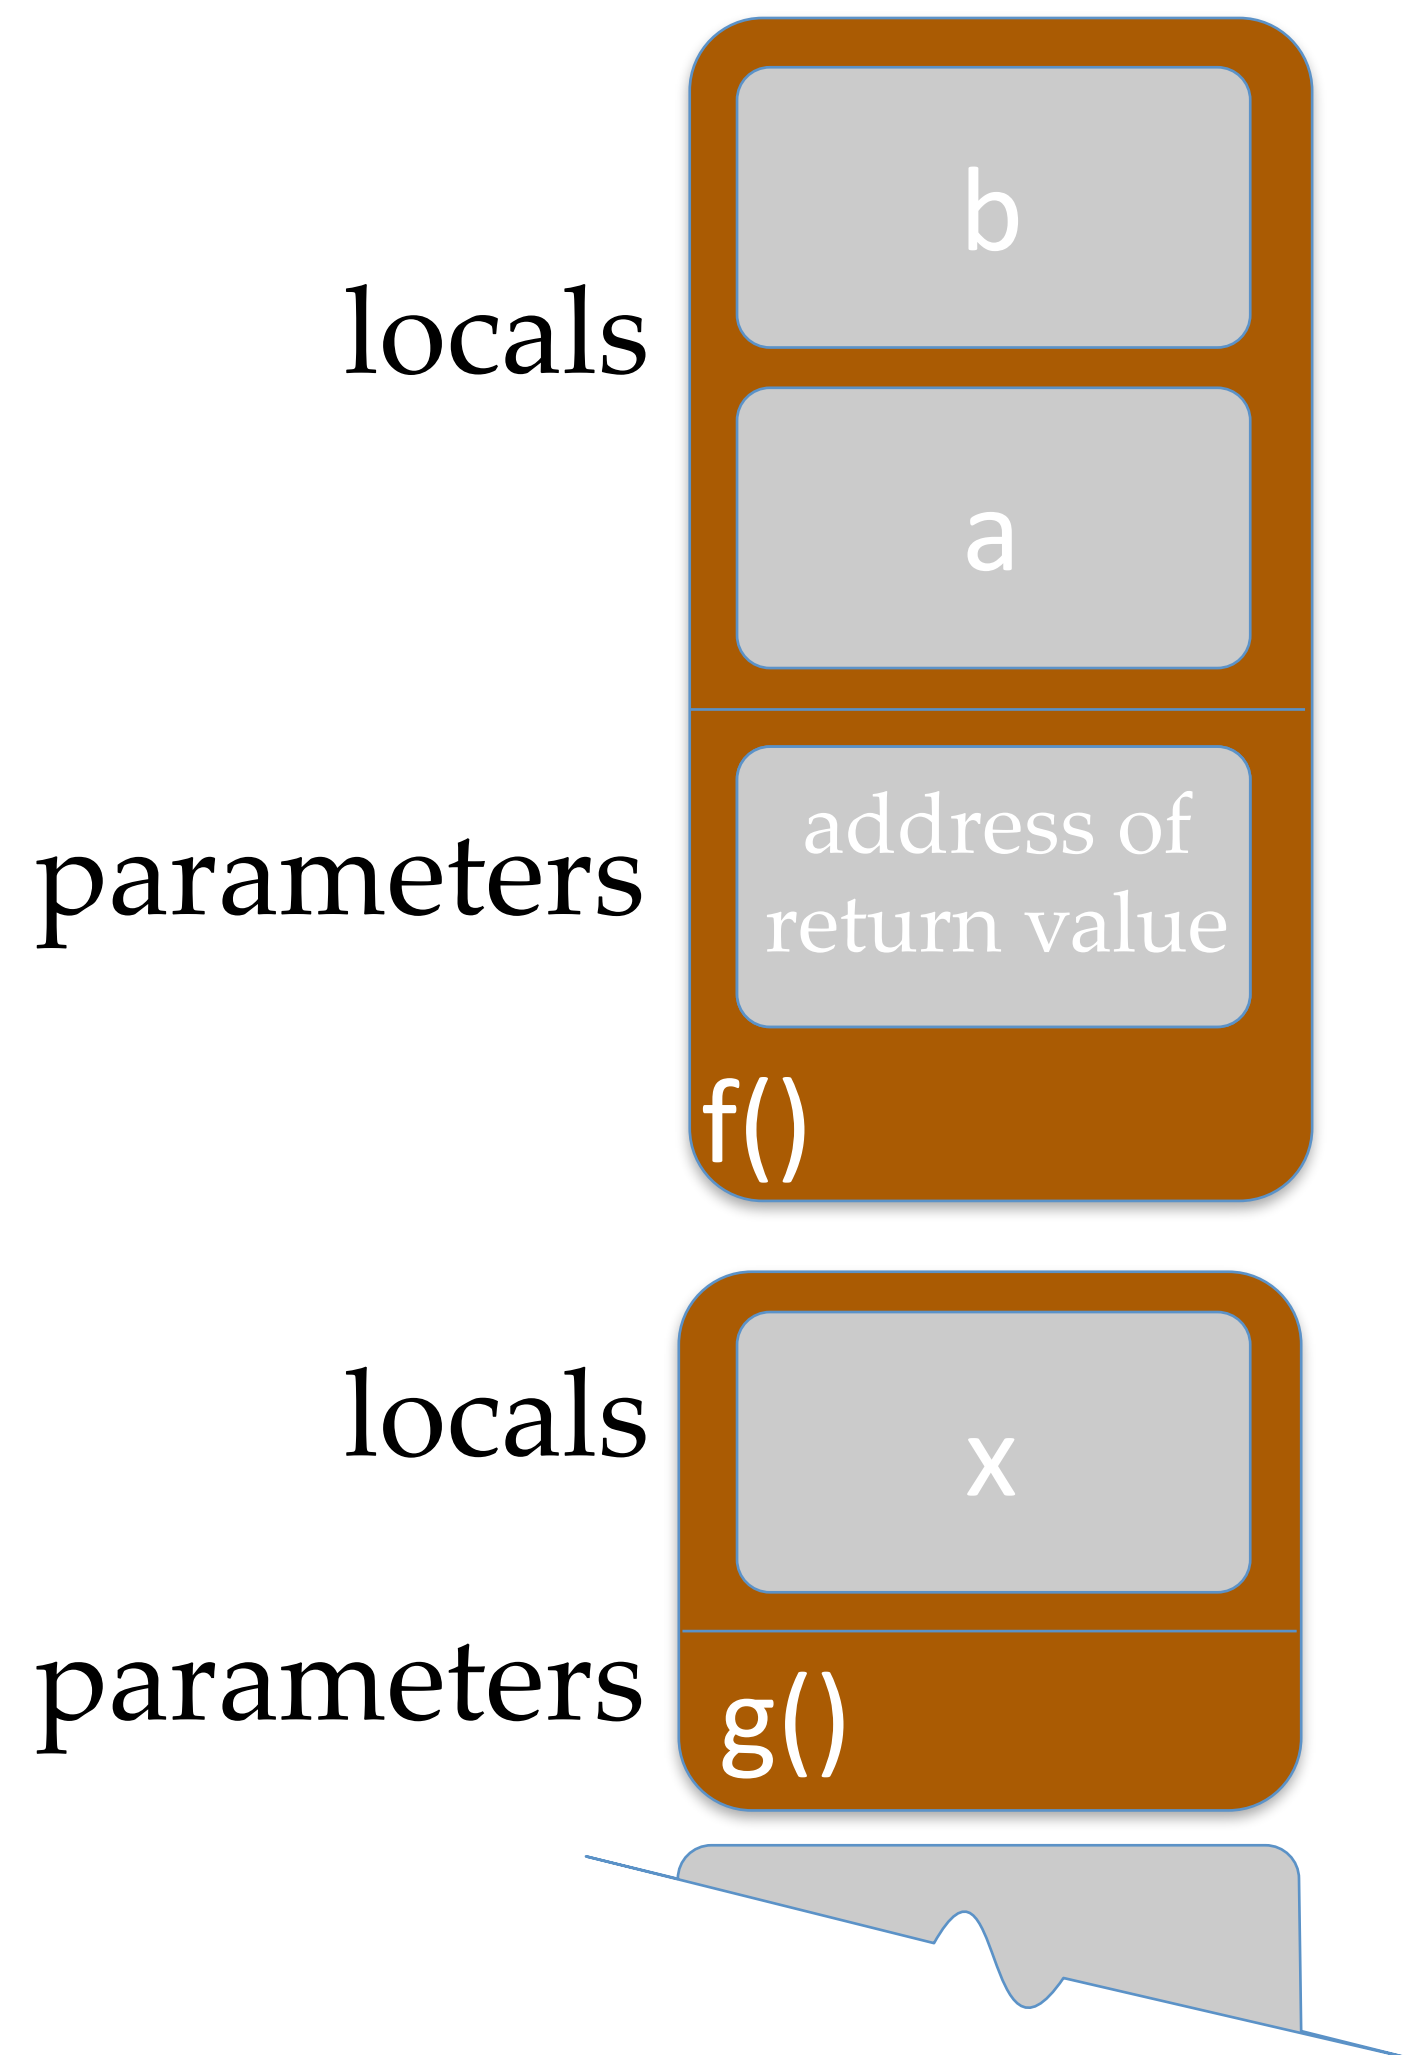 b
locals
a
address of
return value
parameters
f()
locals
x
parameters
g()